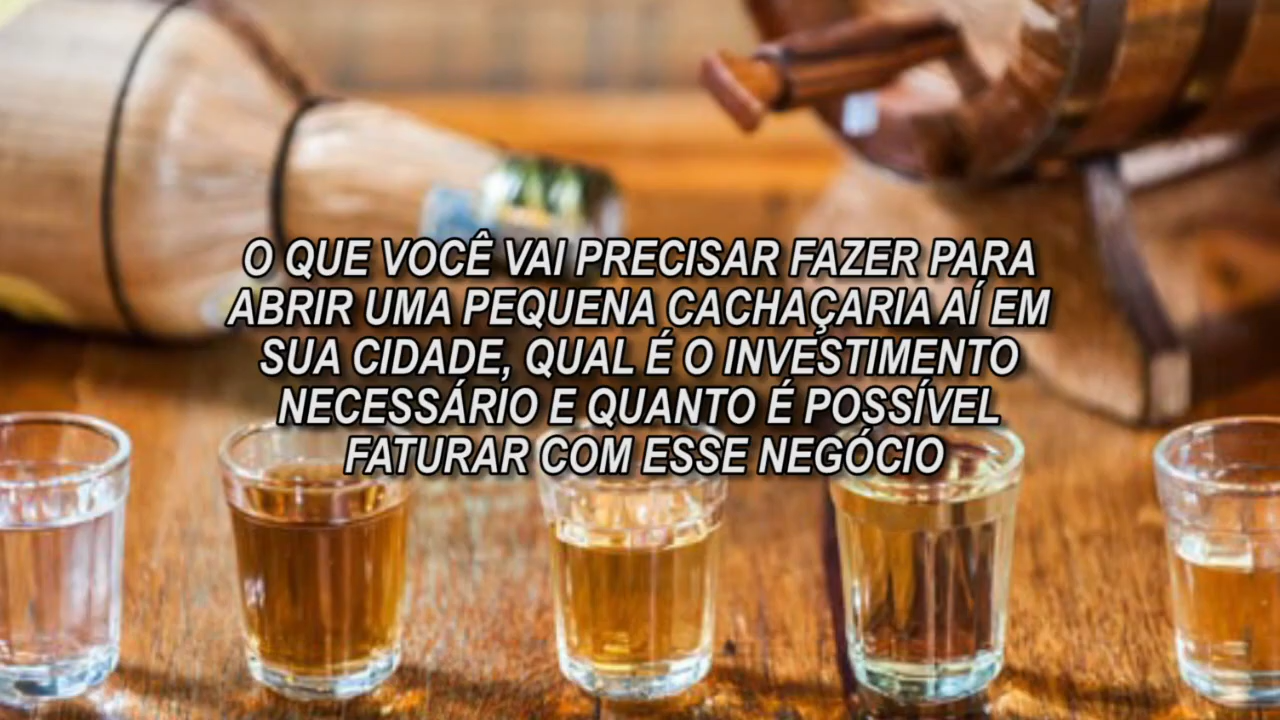 O QUE VOCÊ VAI PRECISAR FAZER PARA
ABRIR UMA PEQUENA CACHAÇARIA AÍ EM
SUA CIDADE, QUAL É O INVESTIMENTO
NECESSÁRIO E QUANTO É POSSÍVEL
FATURAR COM ESSE NEGÓCIO